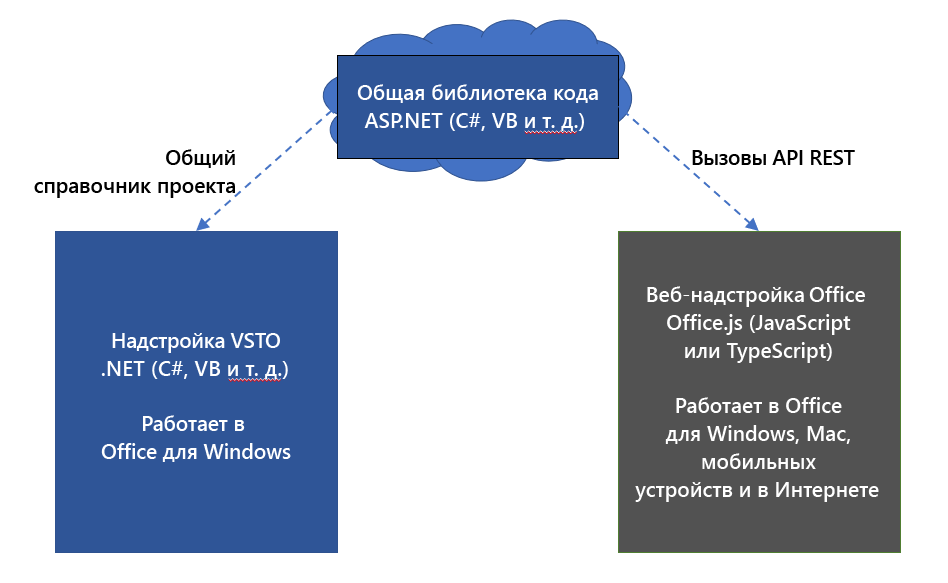 Общая библиотека кода
ASP.NET (C#, VB и т. д.)
Общий
справочник проекта
Вызовы API REST
Надстройка VSTO
.NET (C#, VB и т. д.)
Работает в
Office для Windows
Веб-надстройка Office
Office.js (JavaScript
или TypeScript)
Работает в Office
для Windows, Mac,
мобильных
устройств и в Интернете